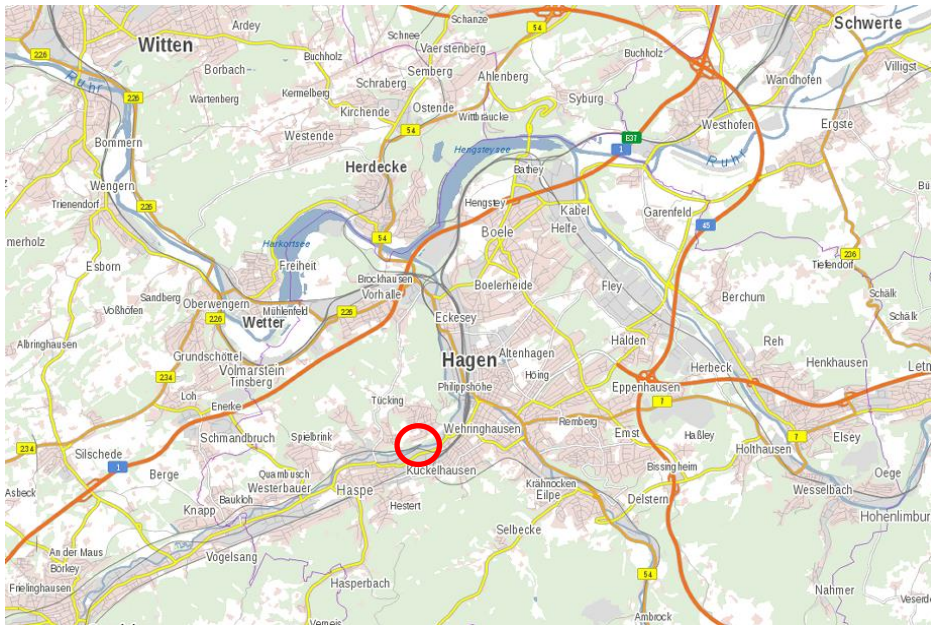 Ardey
Schnee
Schanze
54
Schwerte
Witten
Buchholz
Vaerstenberg
Buchholz
226
Borbach
Semberg
Ahlenberg
Villigst
Ruhr
Kermelberg
Schraberg
Wandhofen
226
Wartenberg
Ostende
Syburg
Kirchende
Wittbräucke
Westhofen
Ergste
Bommern
Westende
54
E37
1
Hengsteysee
Ruhr
Herdecke
Bathey
Wengern
Trienendorf
226
Hengstey
Kabel
Garenfeld
Boele
Helfe
45
merholz
54
Harkortsee
236
Esborn
Freiheit
Tiefendorf
Brockhausen
Sandberg
Oberwengern
Vorhalle
Boelerheide
Fley
Berchum
Schälk
Voßhöfen
Mühlenfeld
226
226
Wetter
Eckesey
Schälk
Albringhausen
Hälden
Reh
Grundschöttel
Hagen
Altenhagen
Henkhausen
Volmarstein
Herbeck
Letm
234
Tinsberg
Höing
Eppenhausen
Loh
Philippshöhe
Tücking
7
Enerke
Remberg
Schmandbruch
Spielbrink
Wehringhausen
Emst
Haßley
7
Elsey
234
Silschede
Holthausen
1
Berge
Quambusch
Kückelhausen
Bissingheim
Oege
Asbeck
Westerbauer
Krähnocken
Wesselbach
Baukloh
Haspe
Eilpe
Delstern
Knapp
Hestert
Hohenlimbur
Selbecke
An der Maus
Vogelsang
Börkey
54
Hasperbach
Frielinghausen
Nahmer
Veserde
Ambrock